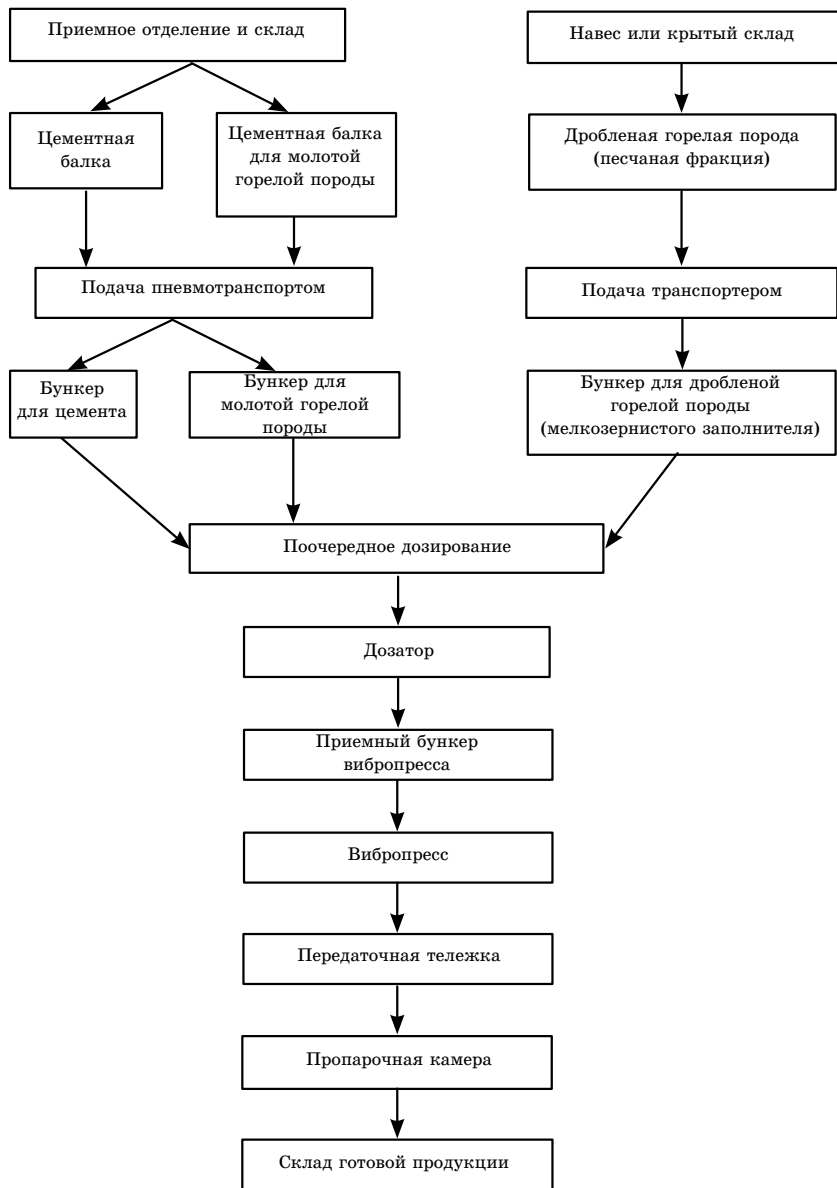 Приемное отделение и склад
Навес или крытый склад
Цементная
балка
Цементная балка
для молотой
горелой породы
Дробленая горелая порода
(песчаная фракция)
Подача пневмотранспортом
Подача транспортером
Бункер
для цемента
Бункер для
молотой горелой
породы
Бункер для дробленой
горелой породы
(мелкозернистого заполнителя)
Поочередное дозирование
Дозатор
Приемный бункер
вибропресса
Вибропресс
Передаточная тележка
Пропарочная камера
Склад готовой продукции